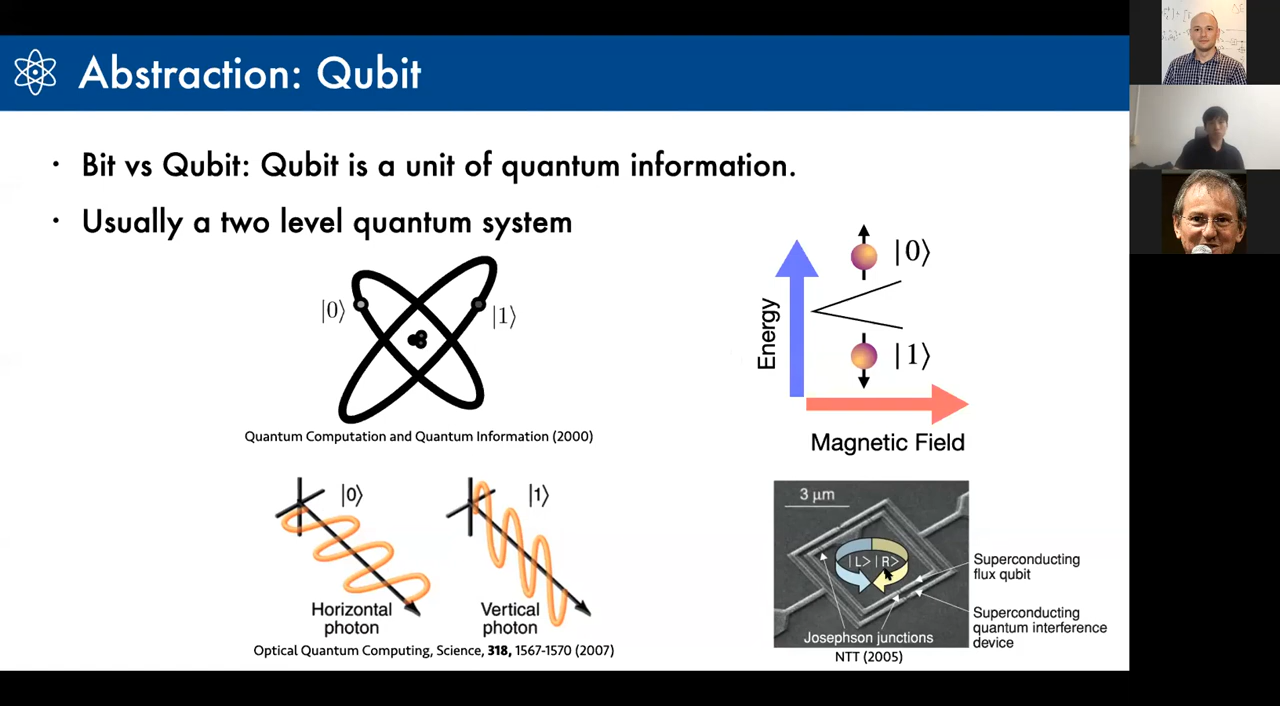 Abstraction: Qubit
· Bit vs Qubit: Qubit is a unit of quantum information.
· Usually a two level quantum system
|0⟩
|1⟩
Quantum Computation and Quantum Information (2000)
|0⟩
|1⟩
Energy
Magnetic Field
|0⟩
|1⟩
Horizontal
photon
Vertical
photon
Optical Quantum Computing, Science, 318, 1567-1570 (2007)
3 μm
|L>|R>
Josephson junctions
Superconducting
flux qubit
Superconducting
quantum interference
device
NTT (2005)